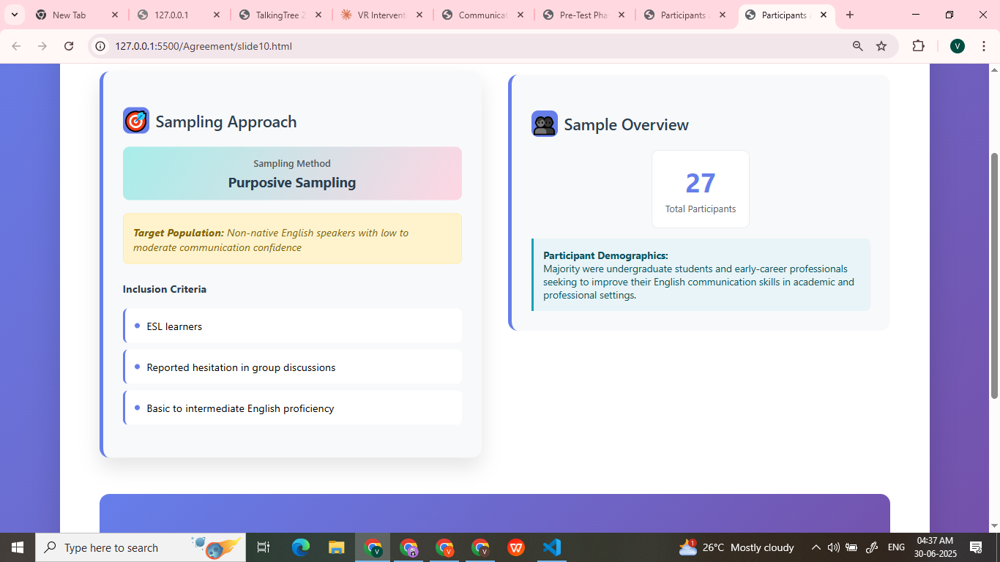 New Tab
127.0.0.1
TalkingTree 2
VR Intervent
Communicat
Pre-Test Pha
Participants
Participants
127.0.0.1:5500/Agreement/slide10.html
V
Sampling Approach
Sampling Method
Purposive Sampling
Target Population: Non-native English speakers with low to
moderate communication confidence
Inclusion Criteria
ESL learners
Reported hesitation in group discussions
Basic to intermediate English proficiency
Sample Overview
27
Total Participants
Participant Demographics:
Majority were undergraduate students and early-career professionals
seeking to improve their English communication skills in academic and
professional settings.
Type here to search
26°C Mostly cloudy
ENG
04:37 AM
30-06-2025